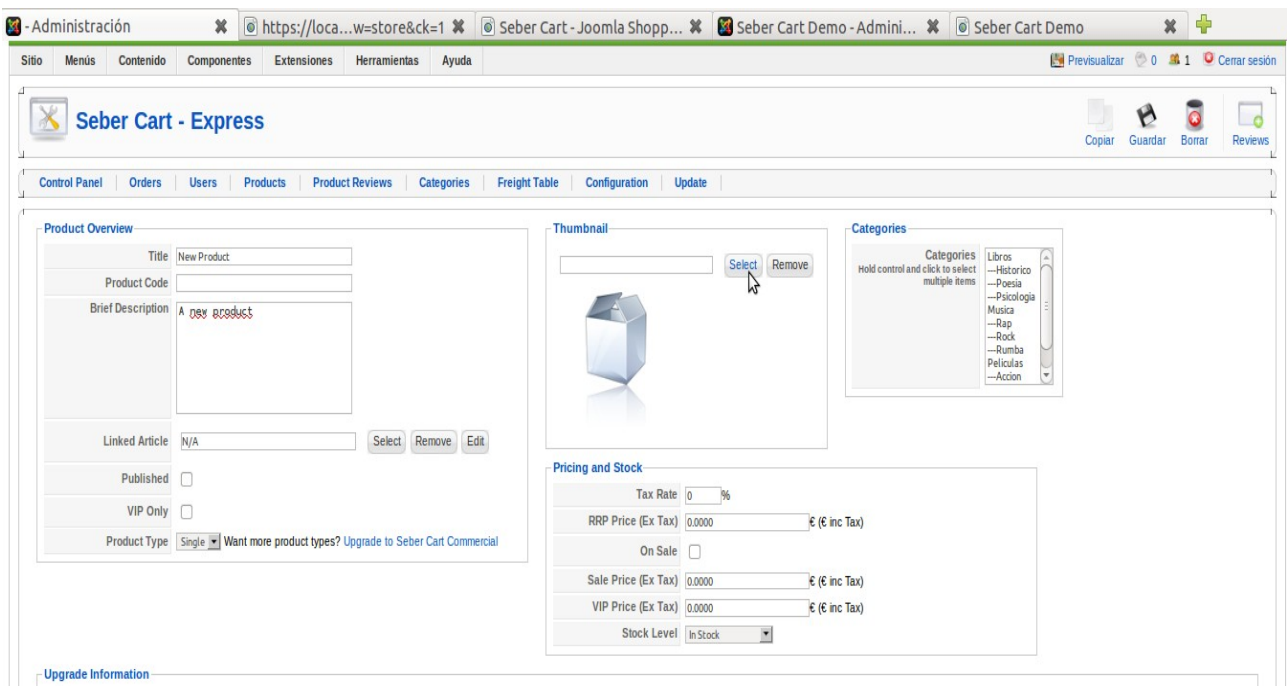 - Administración
https://loca...w=store&ck=1
Seber Cart - Joomla Shopp...
Seber Cart Demo - Admini...
Seber Cart Demo
Sitio Menús Contenido Componentes Extensiones Herramientas Ayuda
Previsualizar 0 1 Cerrar sesión
Seber Cart - Express
Copiar Guardar Borrar Reviews
Control Panel Orders Users Products Product Reviews Categories Freight Table Configuration Update
Product Overview
Title New Product
Product Code
Brief Description A new product
Linked Article N/A Select Remove Edit
Published
VIP Only
Product Type Single Want more product types? Upgrade to Seber Cart Commercial
Thumbnail
Select Remove
Categories
Categories
Hold control and click to select
multiple items
Libros
---Historico
---Poesia
---Psicologia
Musica
---Rap
---Rock
---Rumba
Peliculas
---Accion
Pricing and Stock
Tax Rate 0 %
RRP Price (Ex Tax) 0.0000 € (€ inc Tax)
On Sale
Sale Price (Ex Tax) 0.0000 € (€ inc Tax)
VIP Price (Ex Tax) 0.0000 € (€ inc Tax)
Stock Level In Stock
Upgrade Information